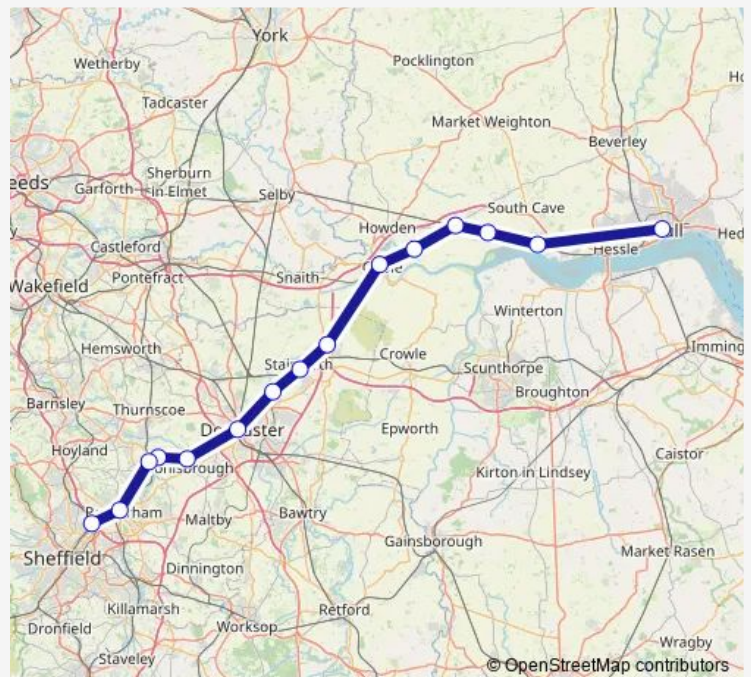 York
Wetherby
Pocklington
Tadcaster
Market Weighton
Beverley
Sherburn
in Elmet
eeds
Garforth
Selby
South Cave
Howden
Castleford
Hessle
Hed
Pontefract
Snaith
Wakefield
Winterton
Hemsworth
Crowle
Scunthorpe
Imming
Barnsley
Thurnscoe
Broughton
Hoyland
Epworth
Caistor
Kirton in Lindsey
Maltby
Bawtry
Sheffield
Gainsborough
Dinnington
Market Rasen
Killamarsh
Retford
Dronfield
Worksop
Wragby
Staveley
© OpenStreetMap contributors